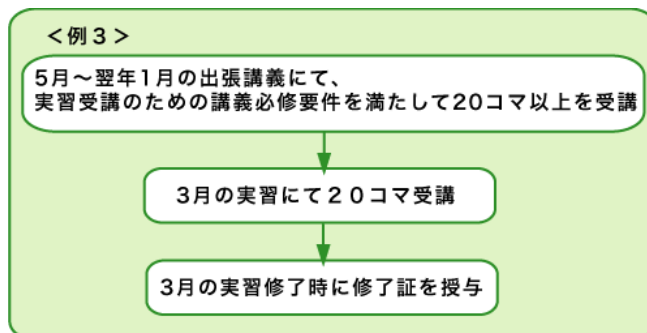 ＜例３＞
5月～翌年1月の出張講義にて、
実習受講のための講義必修要件を満たして20コマ以上を受講
3月の実習にて２０コマ受講
3月の実習修了時に修了証を授与